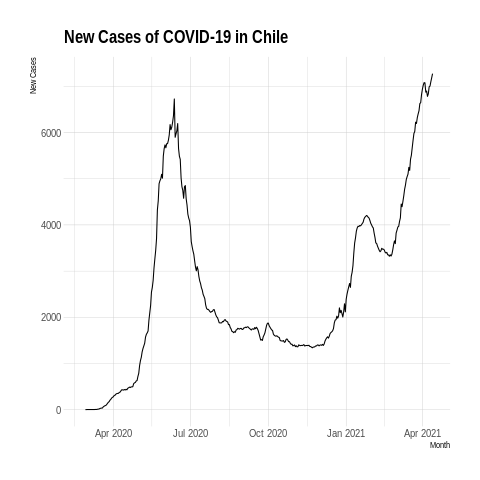 New Cases of COVID-19 in Chile
New Cases
6000
4000
2000
0
Apr 2020 Jul 2020 Oct 2020 Jan 2021 Apr 2021
Month